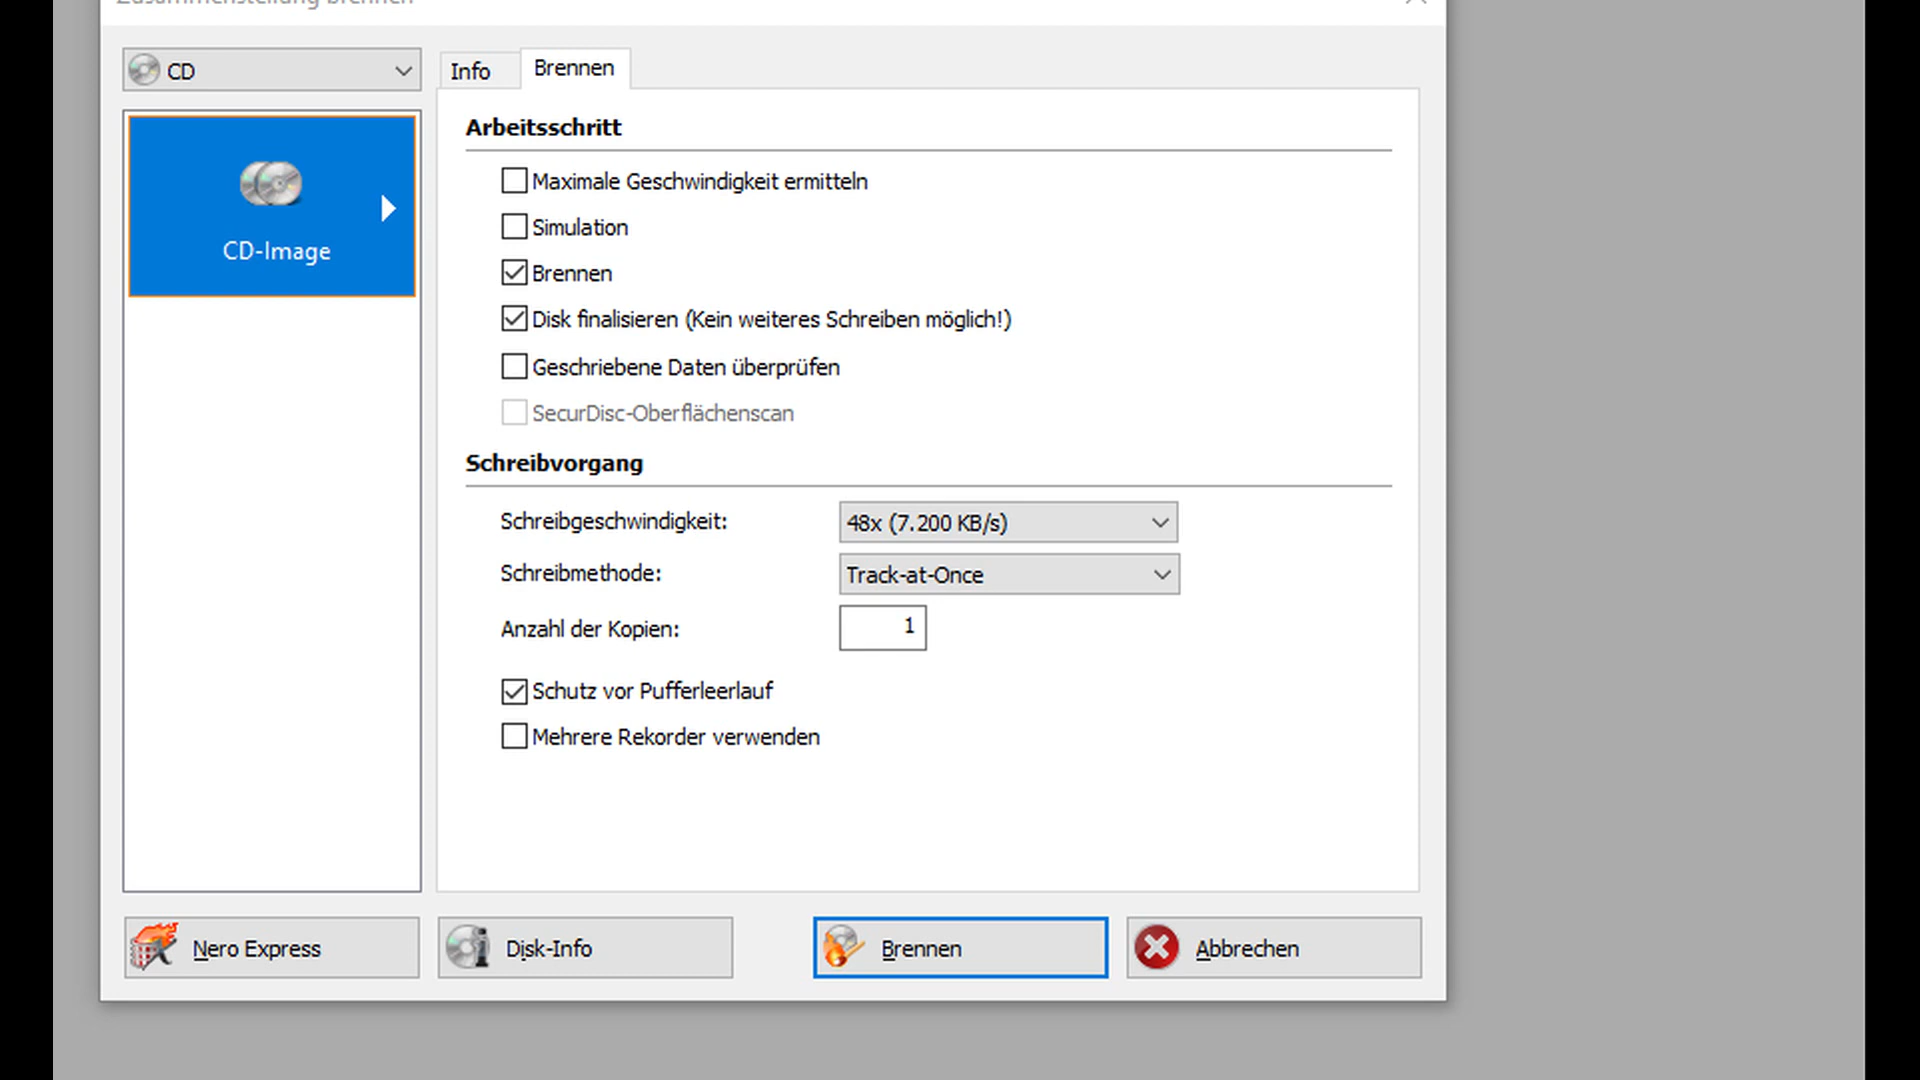 Zusammenstellung brennen
CD
Info
Brennen
CD-Image
Arbeitsschritt
Maximale Geschwindigkeit ermitteln
Simulation
Brennen
Disk finalisieren (Kein weiteres Schreiben möglich!)
Geschriebene Daten überprüfen
SecurDisc-Oberflächenscan
Schreibvorgang
Schreibgeschwindigkeit: 48x (7.200 KB/s)
Schreibmethode: Track-at-Once
Anzahl der Kopien: 1
Schutz vor Pufferleerlauf
Mehrere Rekorder verwenden
Nero Express
Disk-Info
Brennen
Abbrechen